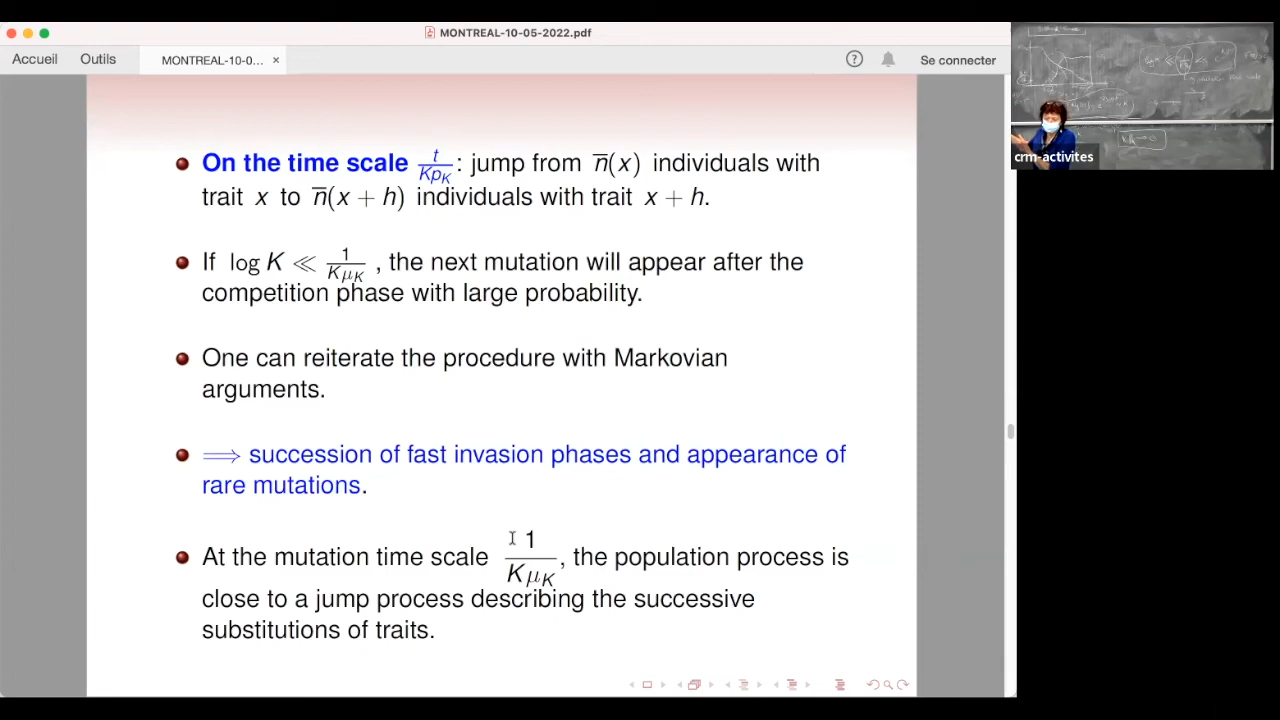 MONTREAL-10-05-2022.pdf
Accueil Outils MONTREAL-10-0... × Se connecter
On the time scale t/(Kp_K): jump from n̅(x) individuals with
trait x to n̅(x + h) individuals with trait x + h.
If log K ≪ 1/(Kμ_K) , the next mutation will appear after the
competition phase with large probability.
One can reiterate the procedure with Markovian
arguments.
⟹ succession of fast invasion phases and appearance of
rare mutations.
At the mutation time scale 1/(Kμ_K), the population process is
close to a jump process describing the successive
substitutions of traits.
crm-activites